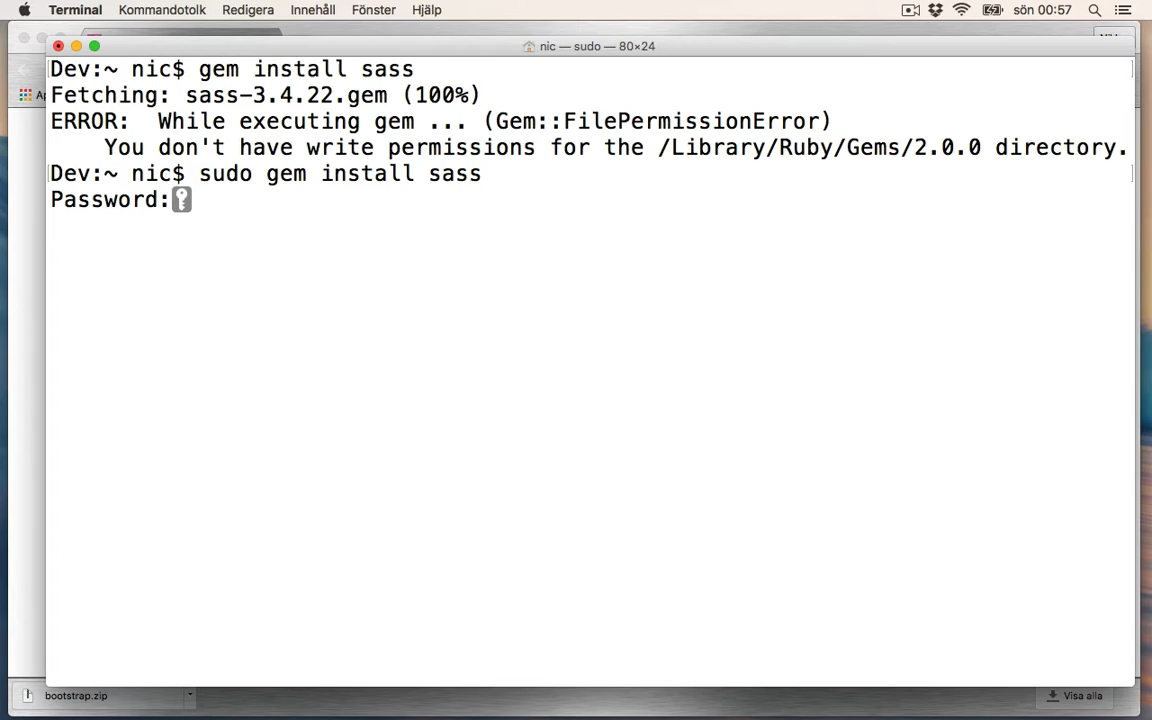 Terminal Kommandotolk Redigera Innehåll Fönster Hjälp sön 00:57
nic — sudo — 80×24
Dev:~ nic$ gem install sass
Fetching: sass-3.4.22.gem (100%)
ERROR:  While executing gem ... (Gem::FilePermissionError)
    You don't have write permissions for the /Library/Ruby/Gems/2.0.0 directory.
Dev:~ nic$ sudo gem install sass
Password:
bootstrap.zip Visa alla